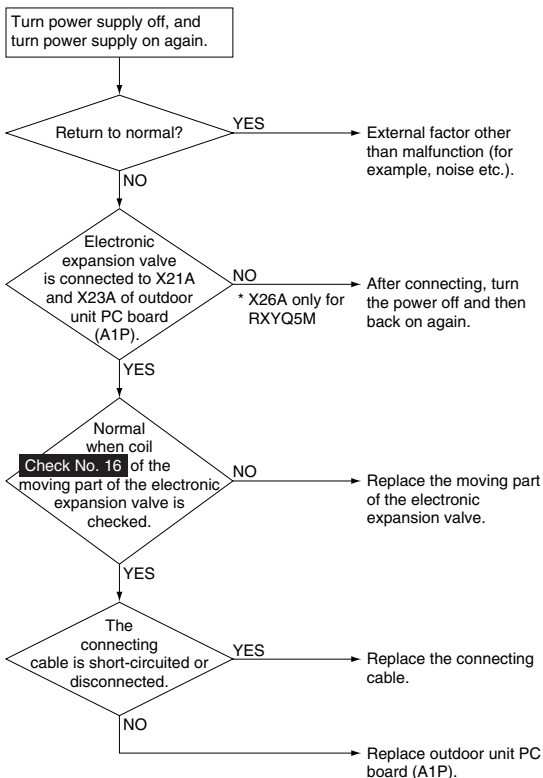 Turn power supply off, and
turn power supply on again.
Return to normal?
YES
External factor other
than malfunction (for
example, noise etc.).
NO
Electronic
expansion valve
is connected to X21A
and X23A of outdoor
unit PC board
(A1P).
NO
* X26A only for
RXYQ5M
After connecting, turn
the power off and then
back on again.
YES
Normal
when coil
Check No. 16 of the
moving part of the electronic
expansion valve is
checked.
NO
Replace the moving part
of the electronic
expansion valve.
YES
The
connecting
cable is short-circuited or
disconnected.
YES
Replace the connecting
cable.
NO
Replace outdoor unit PC
board (A1P).